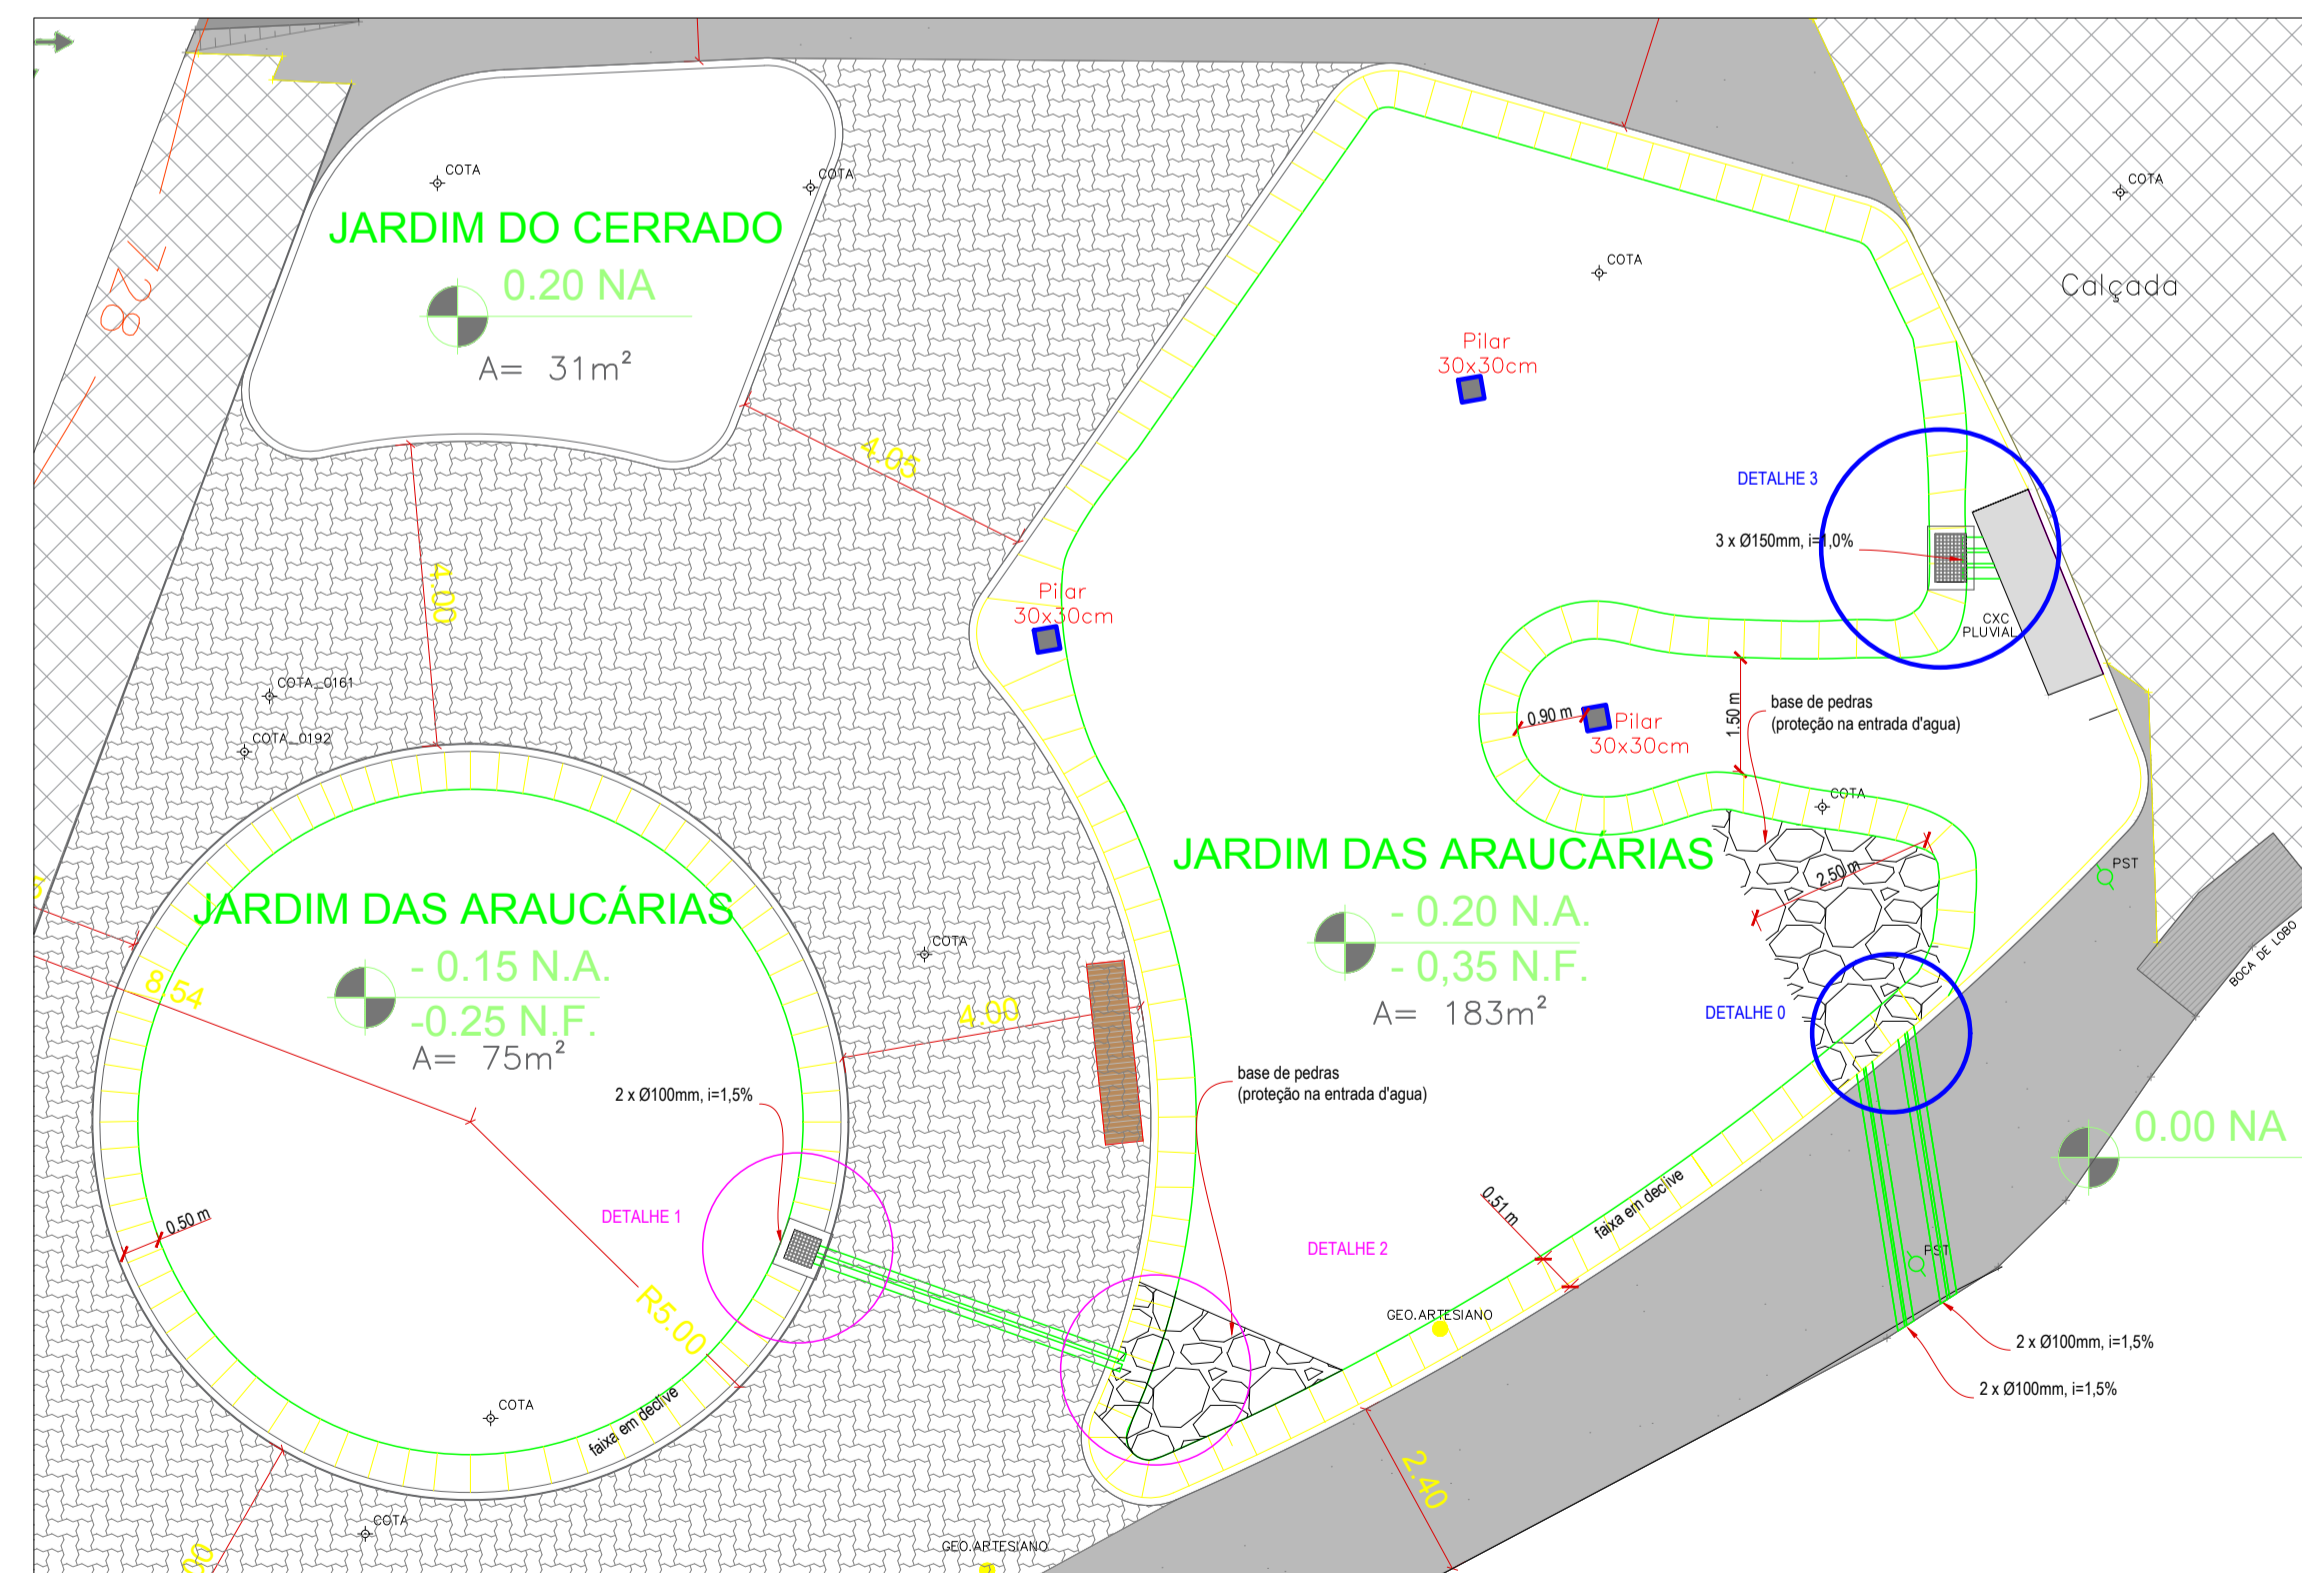 COTA
COTA
JARDIM DO CERRADO
0.20 NA
A= 31m²
728
COTA
Calçada
COTA
Pilar
30x30cm
4.05
DETALHE 3
3 x Ø150mm, i=1,0%
4.00
Pilar
30x30cm
CXC
PLUVIAL
COTA_0161
COTA_0192
0.90 m
Pilar
30x30cm
1.50 m
base de pedras
(proteção na entrada d'agua)
COTA
JARDIM DAS ARAUCÁRIAS
- 0.20 N.A.
- 0,35 N.F.
A= 183m²
2.50 m
PST
BOCA DE LOBO
JARDIM DAS ARAUCÁRIAS
- 0.15 N.A.
-0.25 N.F.
A= 75m²
8.54
COTA
4.00
DETALHE 0
2 x Ø100mm, i=1,5%
base de pedras
(proteção na entrada d'agua)
0.00 NA
DETALHE 1
0.50 m
R5.00
DETALHE 2
0.51 m
faixa em declive
PST
GEO.ARTESIANO
2 x Ø100mm, i=1,5%
2 x Ø100mm, i=1,5%
COTA
faixa em declive
2.40
COTA
GEO.ARTESIANO